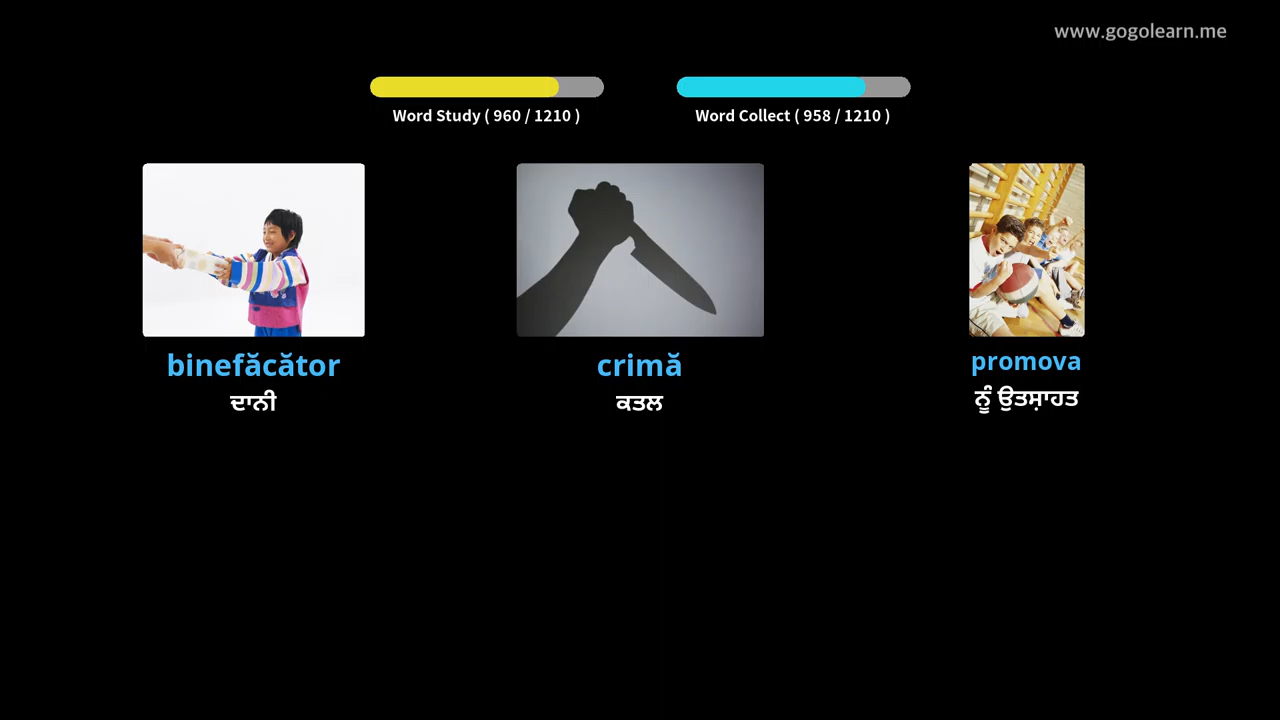 www.gogolearn.me
Word Study ( 960 / 1210 )
Word Collect ( 958 / 1210 )
binefăcător
ਦਾਨੀ
crimă
ਕਤਲ
promova
ਨੂੰ ਉਤਸ਼ਾਹਤ